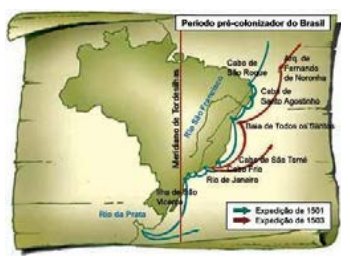 Período pré-colonizador do Brasil
Cabo de
São Roque
Arq. de
Fernando
de Noronha
Cabo de
Santo Agostinho
Rio São Francisco
Meridiano de Tordesilhas
Baía de Todos os Santos
Cabo de São Tomé
Cabo Frio
Rio de Janeiro
Ilha de São
Vicente
Rio da Prata
Expedição de 1501
Expedição de 1503